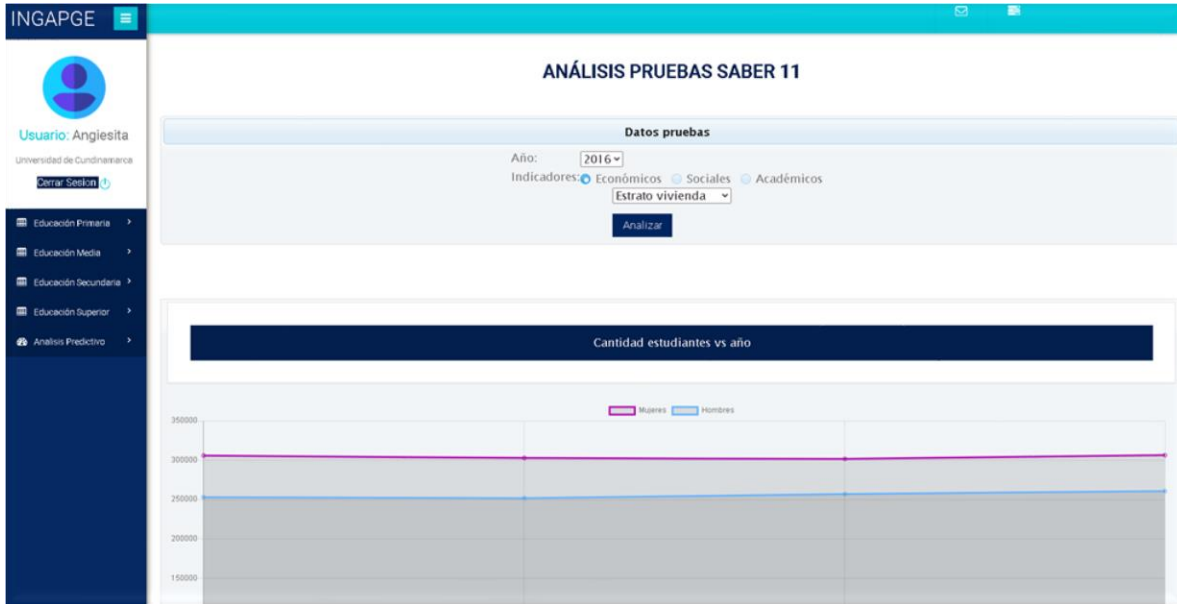 INGAPGE
ANÁLISIS PRUEBAS SABER 11
Usuario: Angiesita
Universidad de Cundinamarca
Cerrar Sesion
Educación Primaria
Educación Media
Educación Secundaria
Educación Superior
Analisis Predictivo
Datos pruebas
Año: 2016
Indicadores: Económicos Sociales Académicos
Estrato vivienda
Analizar
Cantidad estudiantes vs año
Mujeres Hombres
350000
300000
250000
200000
150000